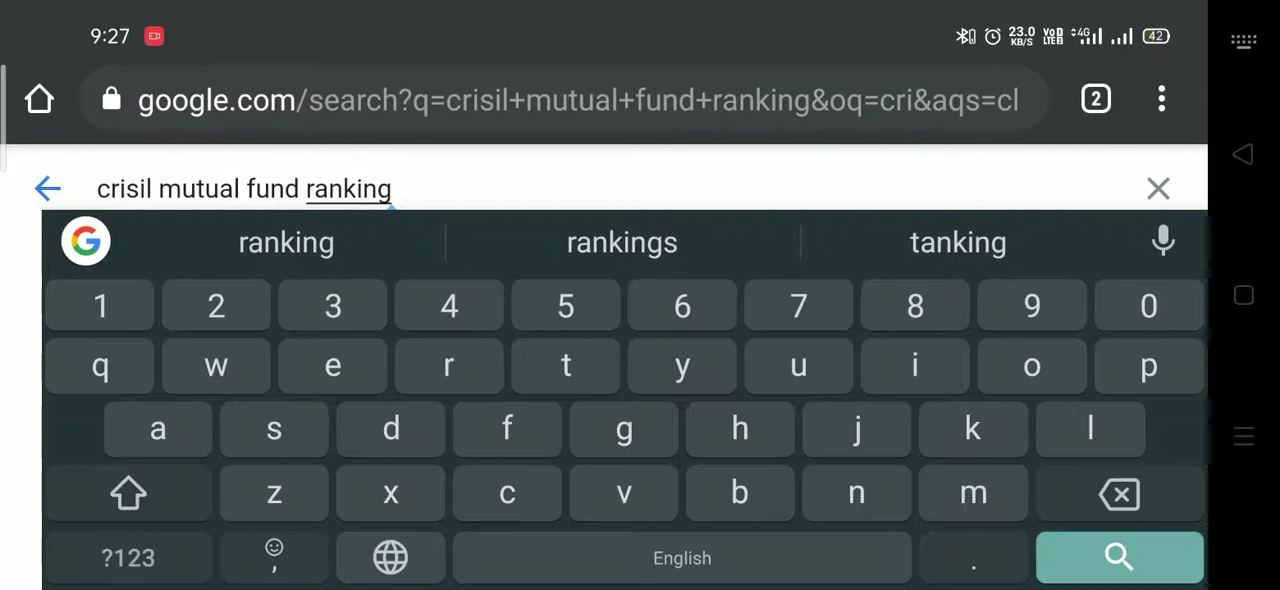 9:27 23.0 KB/S VoD LTE2 4G 42
google.com/search?q=crisil+mutual+fund+ranking&oq=cri&aqs=cl 2
crisil mutual fund ranking
ranking rankings tanking
1 2 3 4 5 6 7 8 9 0
q w e r t y u i o p
a s d f g h j k l
z x c v b n m
?123 , English .